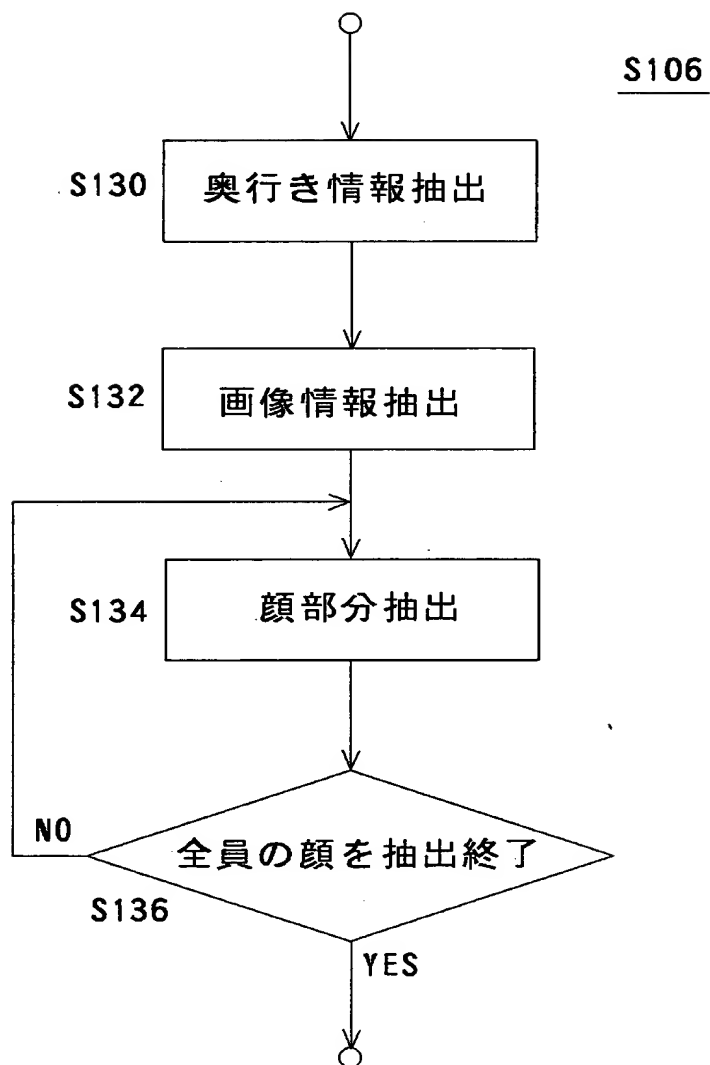 S106
S130
奥行き情報抽出
S132
画像情報抽出
S134
顔部分抽出
NO
全員の顔を抽出終了
S136
YES